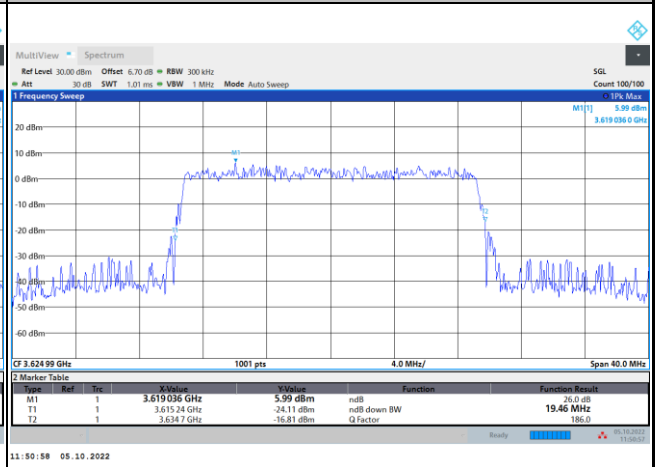 MultiView Spectrum
Ref Level 30.00 dBm Offset 6.70 dB RBW 300 kHz SGL
Att 30 dB SWT 1.01 ms VBW 1 MHz Mode Auto Sweep Count 100/100
1 Frequency Sweep 1Pk Max
M1[1] 5.99 dBm
3.619 036 0 GHz
20 dBm
10 dBm
M1
0 dBm
-10 dBm
T2
-20 dBm
T1
-30 dBm
-40 dBm
-50 dBm
-60 dBm
CF 3.624 99 GHz 1001 pts 4.0 MHz/ Span 40.0 MHz
2 Marker Table
Type Ref Trc X-Value Y-Value Function Function Result
M1 1 3.619 036 GHz 5.99 dBm ndB 26.0 dB
T1 1 3.615 24 GHz -24.11 dBm ndB down BW 19.46 MHz
T2 1 3.634 7 GHz -16.81 dBm Q Factor 186.0
Ready 05.10.2022
11:50:57
11:50:58 05.10.2022